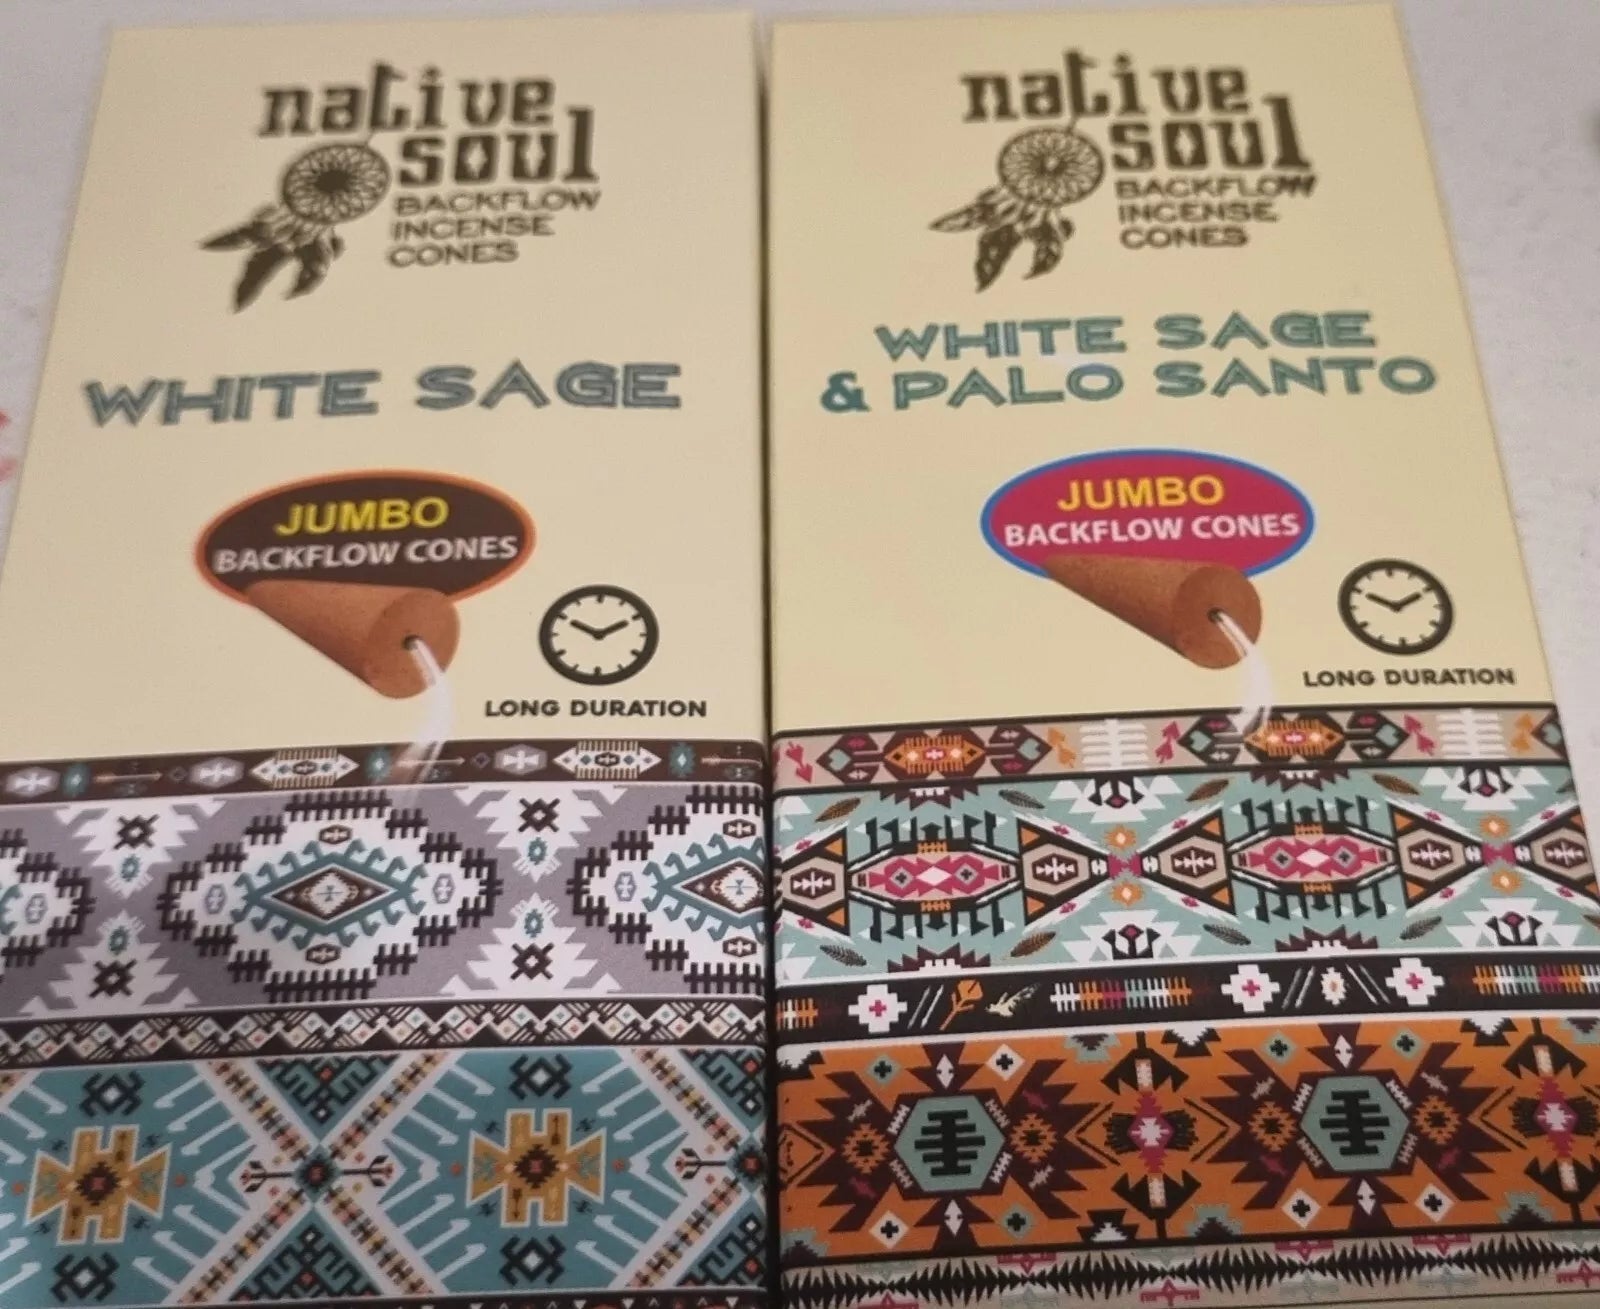 native
soul
BACKFLOW
INCENSE
CONES
WHITE SAGE
JUMBO
BACKFLOW CONES
LONG DURATION
native
soul
BACKFLOW
INCENSE
CONES
WHITE SAGE
& PALO SANTO
JUMBO
BACKFLOW CONES
LONG DURATION